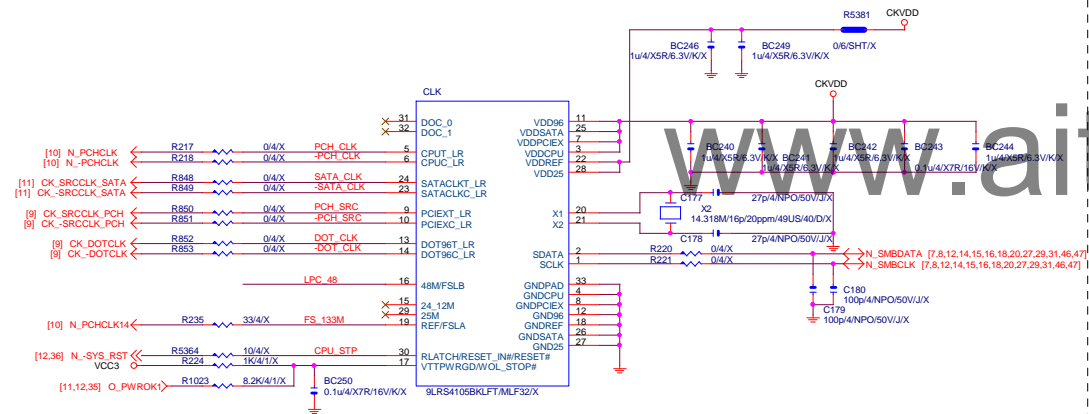 R5381
CKVDD
0/6/SHT/X
BC246
1u/4/X5R/6.3V/K/X
BC249
1u/4/X5R/6.3V/K/X
CKVDD
CLK
31 DOC_0
32 DOC_1
[10] N_PCHCLK R217 0/4/X PCH_CLK 5 CPUT_LR
[10] N_-PCHCLK R218 0/4/X -PCH_CLK 6 CPUC_LR
[11] CK_SRCCLK_SATA R848 0/4/X SATA_CLK 24 SATACLKT_LR
[11] CK_-SRCCLK_SATA R849 0/4/X -SATA_CLK 23 SATACLKC_LR
[9] CK_SRCCLK_PCH R850 0/4/X PCH_SRC 9 PCIEXT_LR
[9] CK_-SRCCLK_PCH R851 0/4/X -PCH_SRC 10 PCIEXC_LR
[9] CK_DOTCLK R852 0/4/X DOT_CLK 13 DOT96T_LR
[9] CK_-DOTCLK R853 0/4/X -DOT_CLK 14 DOT96C_LR
LPC_48 16 48M/FSLB
15 24_12M
29 25M
[10] N_PCHCLK14 R235 33/4/X FS_133M 19 REF/FSLA
[12,36] N_-SYS_RST R5364 10/4/X CPU_STP 30 RLATCH/RESET_IN#/RESET#
VCC3 R224 1K/4/1/X 17 VTTPWRGD/WOL_STOP#
[11,12,35] O_PWROK1 R1023 8.2K/4/1/X
BC250
0.1u/4/X7R/16V/K/X
9LRS4105BKLFT/MLF32/X
VDD96 11
VDDSATA 25
VDDPCIEX 7
VDDCPU 3
VDDREF 22
VDD25 28
X1 20
X2 21
SDATA 2
SCLK 1
GNDPAD 33
GNDCPU 4
GNDPCIEX 8
GND96 12
GNDREF 18
GNDSATA 26
GND25 27
BC240
1u/4/X5R/6.3V/K/X
BC241
1u/4/X5R/6.3V/K/X
BC242
1u/4/X5R/6.3V/K/X
BC243
0.1u/4/X7R/16V/K/X
BC244
1u/4/X5R/6.3V/K/X
www.ait
C177
27p/4/NPO/50V/J/X
X2
14.318M/16p/20ppm/49US/40/D/X
C178
27p/4/NPO/50V/J/X
R220 0/4/X N_SMBDATA [7,8,12,14,15,16,18,20,27,29,31,46,47]
R221 0/4/X N_SMBCLK [7,8,12,14,15,16,18,20,27,29,31,46,47]
C180
100p/4/NPO/50V/J/X
C179
100p/4/NPO/50V/J/X